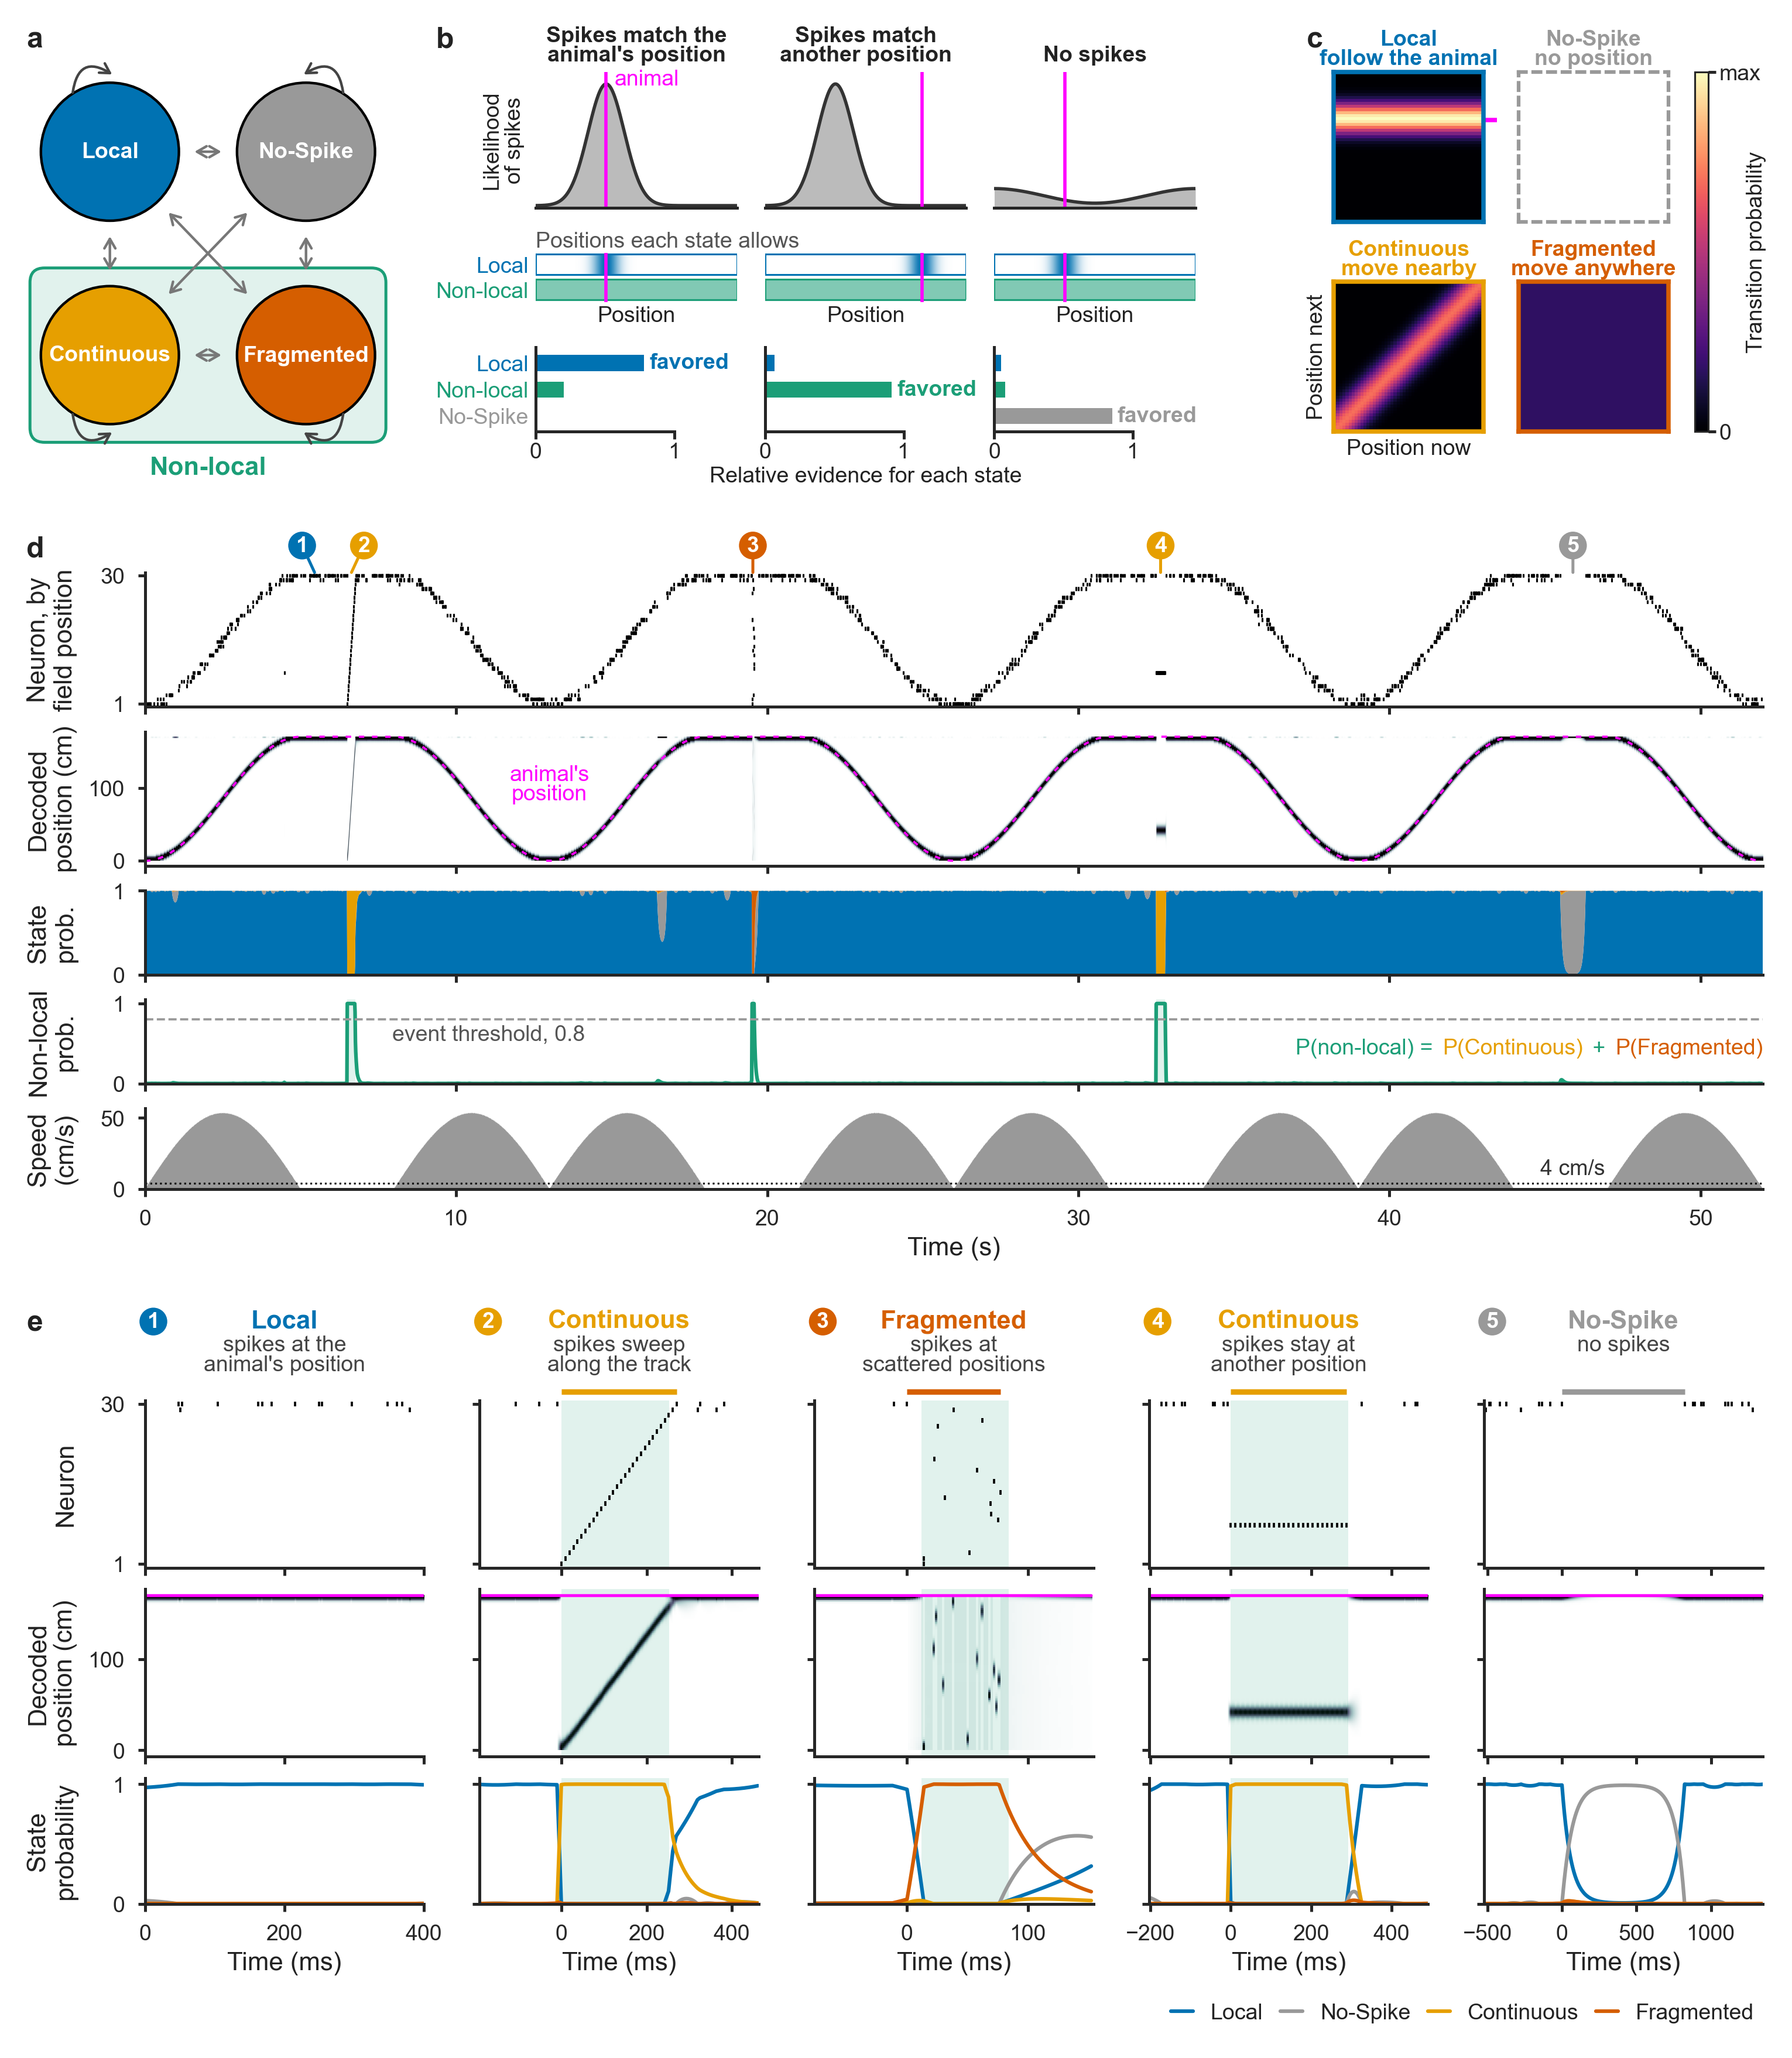 a
Local
No-Spike
Continuous
Fragmented
Non-local
b
Spikes match the
animal's position
Spikes match
another position
No spikes
animal
Likelihood
of spikes
Positions each state allows
Local
Non-local
Position
Position
Position
Local
Non-local
No-Spike
favored
favored
favored
0
1
0
1
0
1
Relative evidence for each state
c
Local
follow the animal
No-Spike
no position
Continuous
move nearby
Fragmented
move anywhere
Position next
Position now
max
0
Transition probability
d
1
2
3
4
5
Neuron, by
field position
30
1
Decoded
position (cm)
100
0
animal's
position
State
prob.
1
0
Non-local
prob.
1
0
event threshold, 0.8
P(non-local) = P(Continuous) + P(Fragmented)
Speed
(cm/s)
50
0
4 cm/s
0
10
20
30
40
50
Time (s)
e
1
Local
spikes at the
animal's position
2
Continuous
spikes sweep
along the track
3
Fragmented
spikes at
scattered positions
4
Continuous
spikes stay at
another position
5
No-Spike
no spikes
Neuron
30
1
Decoded
position (cm)
100
0
State
probability
1
0
0
200
400
Time (ms)
0
200
400
Time (ms)
0
100
Time (ms)
−200
0
200
400
Time (ms)
−500
0
500
1000
Time (ms)
Local
No-Spike
Continuous
Fragmented